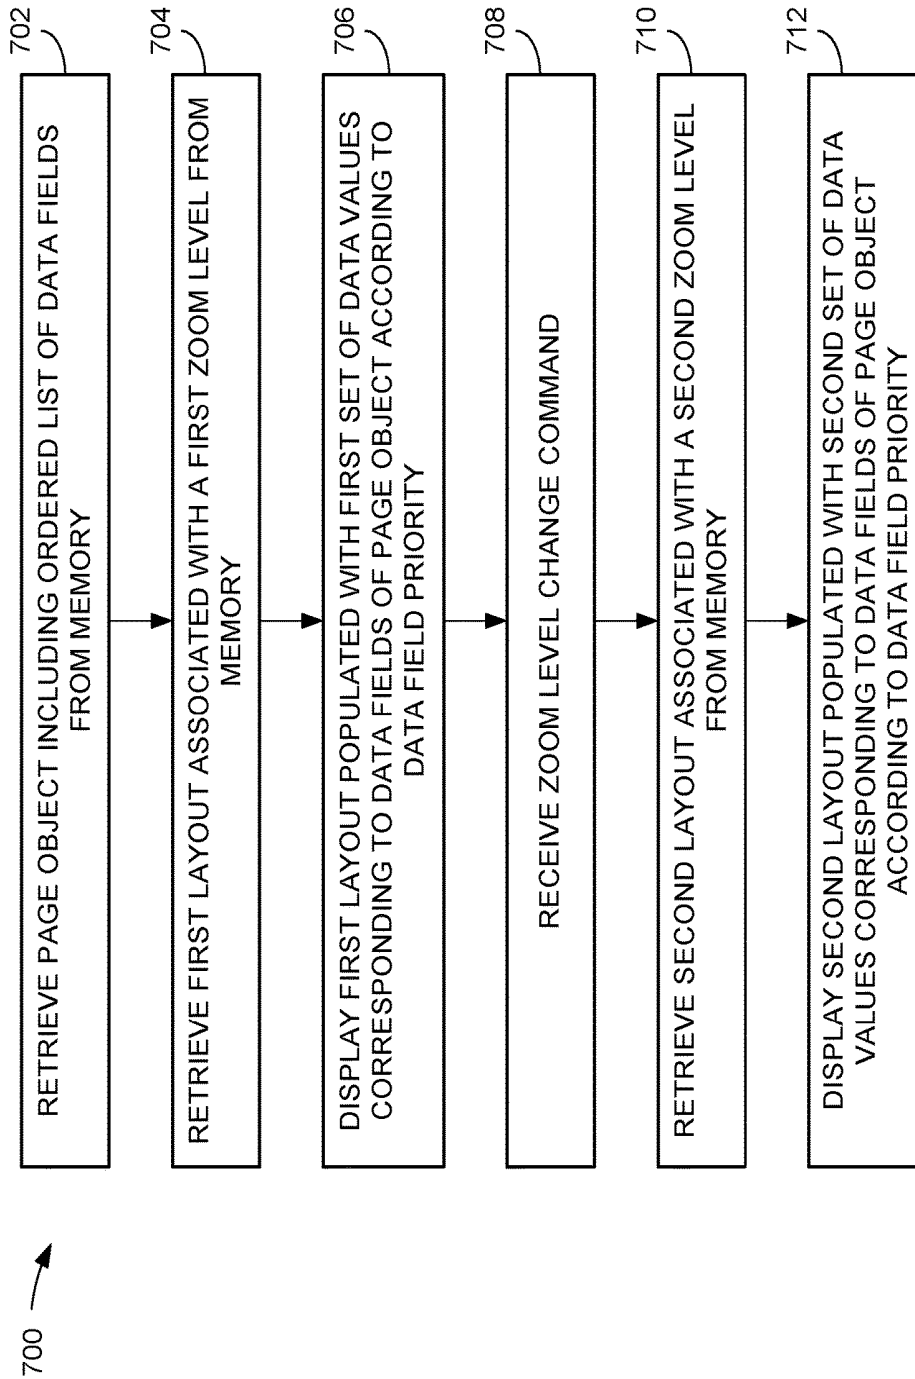 700
702
RETRIEVE PAGE OBJECT INCLUDING ORDERED LIST OF DATA FIELDS
FROM MEMORY
704
RETRIEVE FIRST LAYOUT ASSOCIATED WITH A FIRST ZOOM LEVEL FROM
MEMORY
706
DISPLAY FIRST LAYOUT POPULATED WITH FIRST SET OF DATA VALUES
CORRESPONDING TO DATA FIELDS OF PAGE OBJECT ACCORDING TO
DATA FIELD PRIORITY
708
RECEIVE ZOOM LEVEL CHANGE COMMAND
710
RETRIEVE SECOND LAYOUT ASSOCIATED WITH A SECOND ZOOM LEVEL
FROM MEMORY
712
DISPLAY SECOND LAYOUT POPULATED WITH SECOND SET OF DATA
VALUES CORRESPONDING TO DATA FIELDS OF PAGE OBJECT
ACCORDING TO DATA FIELD PRIORITY